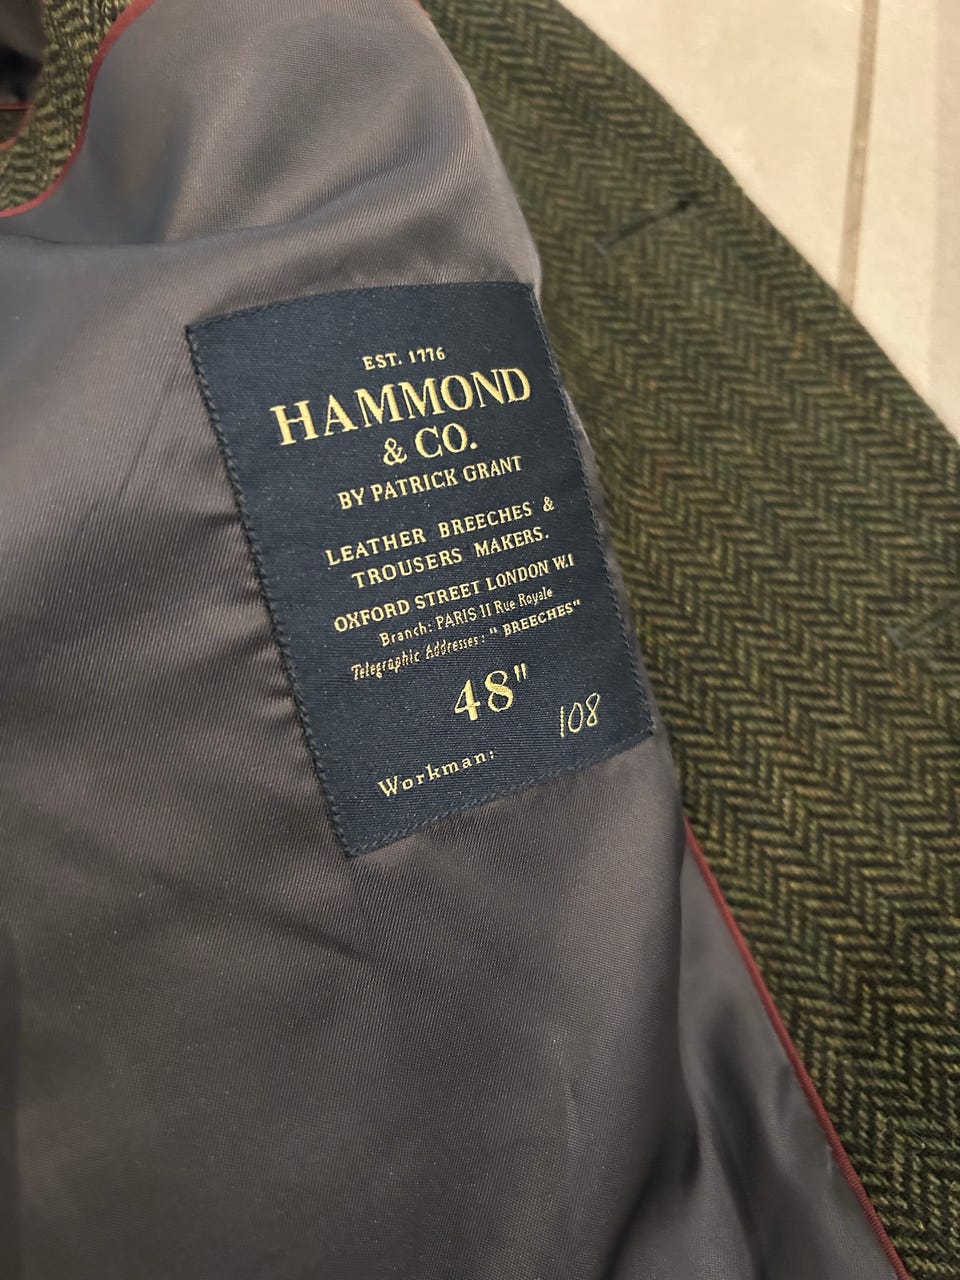 EST. 1776
HAMMOND
& CO.
BY PATRICK GRANT
LEATHER BREECHES &
TROUSERS MAKERS.
OXFORD STREET LONDON W.1
Branch: PARIS 11 Rue Royale
Telegraphic Addresses: "BREECHES"
48"
108
Workman: